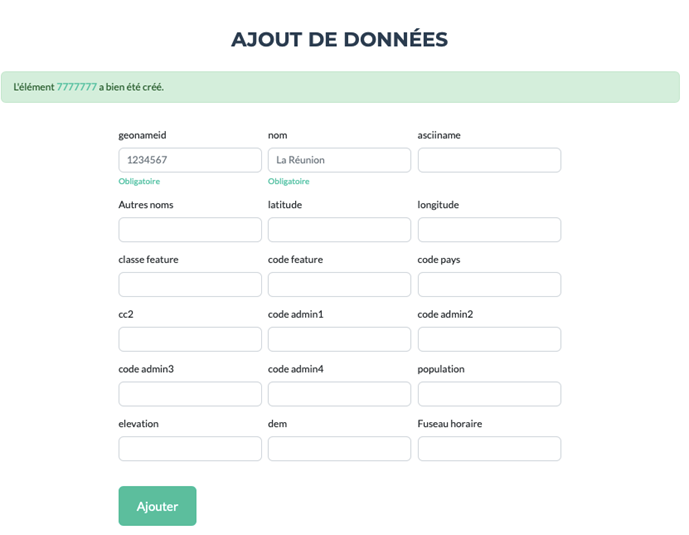 AJOUT DE DONNÉES
L'élément 7777777 a bien été créé.
geonameid nom asciiname
1234567 La Réunion
Obligatoire Obligatoire
Autres noms latitude longitude
classe feature code feature code pays
cc2 code admin1 code admin2
code admin3 code admin4 population
elevation dem Fuseau horaire
Ajouter